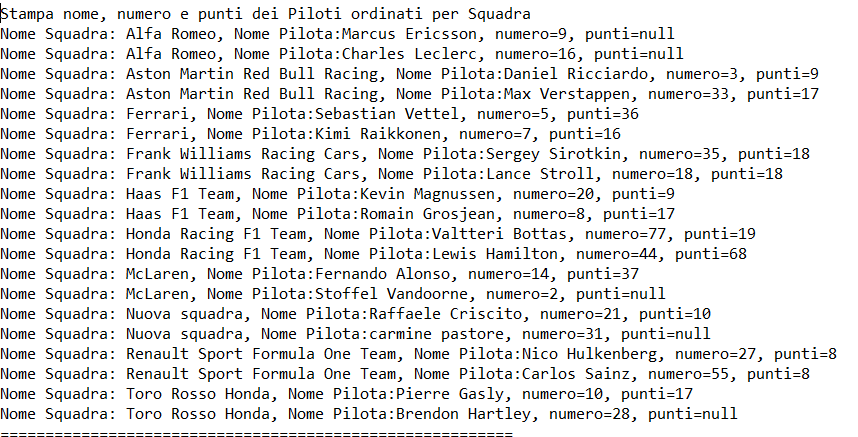 Stampa nome, numero e punti dei Piloti ordinati per Squadra
Nome Squadra: Alfa Romeo, Nome Pilota:Marcus Ericsson, numero=9, punti=null
Nome Squadra: Alfa Romeo, Nome Pilota:Charles Leclerc, numero=16, punti=null
Nome Squadra: Aston Martin Red Bull Racing, Nome Pilota:Daniel Ricciardo, numero=3, punti=9
Nome Squadra: Aston Martin Red Bull Racing, Nome Pilota:Max Verstappen, numero=33, punti=17
Nome Squadra: Ferrari, Nome Pilota:Sebastian Vettel, numero=5, punti=36
Nome Squadra: Ferrari, Nome Pilota:Kimi Raikkonen, numero=7, punti=16
Nome Squadra: Frank Williams Racing Cars, Nome Pilota:Sergey Sirotkin, numero=35, punti=18
Nome Squadra: Frank Williams Racing Cars, Nome Pilota:Lance Stroll, numero=18, punti=18
Nome Squadra: Haas F1 Team, Nome Pilota:Kevin Magnussen, numero=20, punti=9
Nome Squadra: Haas F1 Team, Nome Pilota:Romain Grosjean, numero=8, punti=17
Nome Squadra: Honda Racing F1 Team, Nome Pilota:Valtteri Bottas, numero=77, punti=19
Nome Squadra: Honda Racing F1 Team, Nome Pilota:Lewis Hamilton, numero=44, punti=68
Nome Squadra: McLaren, Nome Pilota:Fernando Alonso, numero=14, punti=37
Nome Squadra: McLaren, Nome Pilota:Stoffel Vandoorne, numero=2, punti=null
Nome Squadra: Nuova squadra, Nome Pilota:Raffaele Criscito, numero=21, punti=10
Nome Squadra: Nuova squadra, Nome Pilota:carmine pastore, numero=31, punti=null
Nome Squadra: Renault Sport Formula One Team, Nome Pilota:Nico Hulkenberg, numero=27, punti=8
Nome Squadra: Renault Sport Formula One Team, Nome Pilota:Carlos Sainz, numero=55, punti=8
Nome Squadra: Toro Rosso Honda, Nome Pilota:Pierre Gasly, numero=10, punti=17
Nome Squadra: Toro Rosso Honda, Nome Pilota:Brendon Hartley, numero=28, punti=null
=========================================================